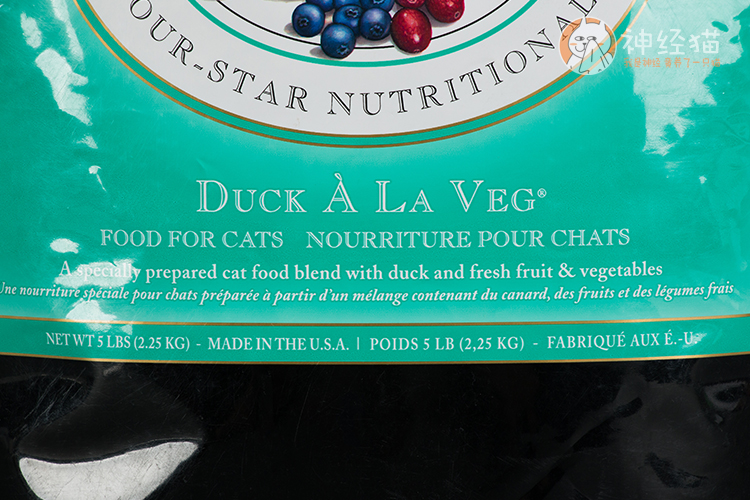 OUR-STAR NUTRITIONAL
神经猫
DUCK À LA VEG®
FOOD FOR CATS NOURRITURE POUR CHATS
A specially prepared cat food blend with duck and fresh fruit & vegetables
Une nourriture spéciale pour chats préparée à partir d'un mélange contenant du canard, des fruits et des légumes frais
NET WT 5 LBS (2.25 KG) - MADE IN THE U.S.A. | POIDS 5 LB (2,25 KG) - FABRIQUÉ AUX É.-U.